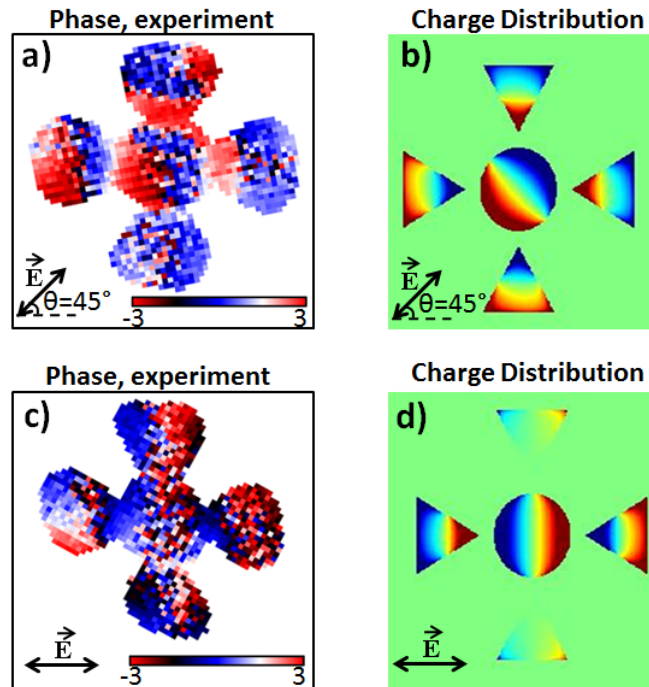 Phase, experiment
Charge Distribution
a)
b)
E
θ=45°
-3
3
E
θ=45°
Phase, experiment
Charge Distribution
c)
d)
E
-3
3
E